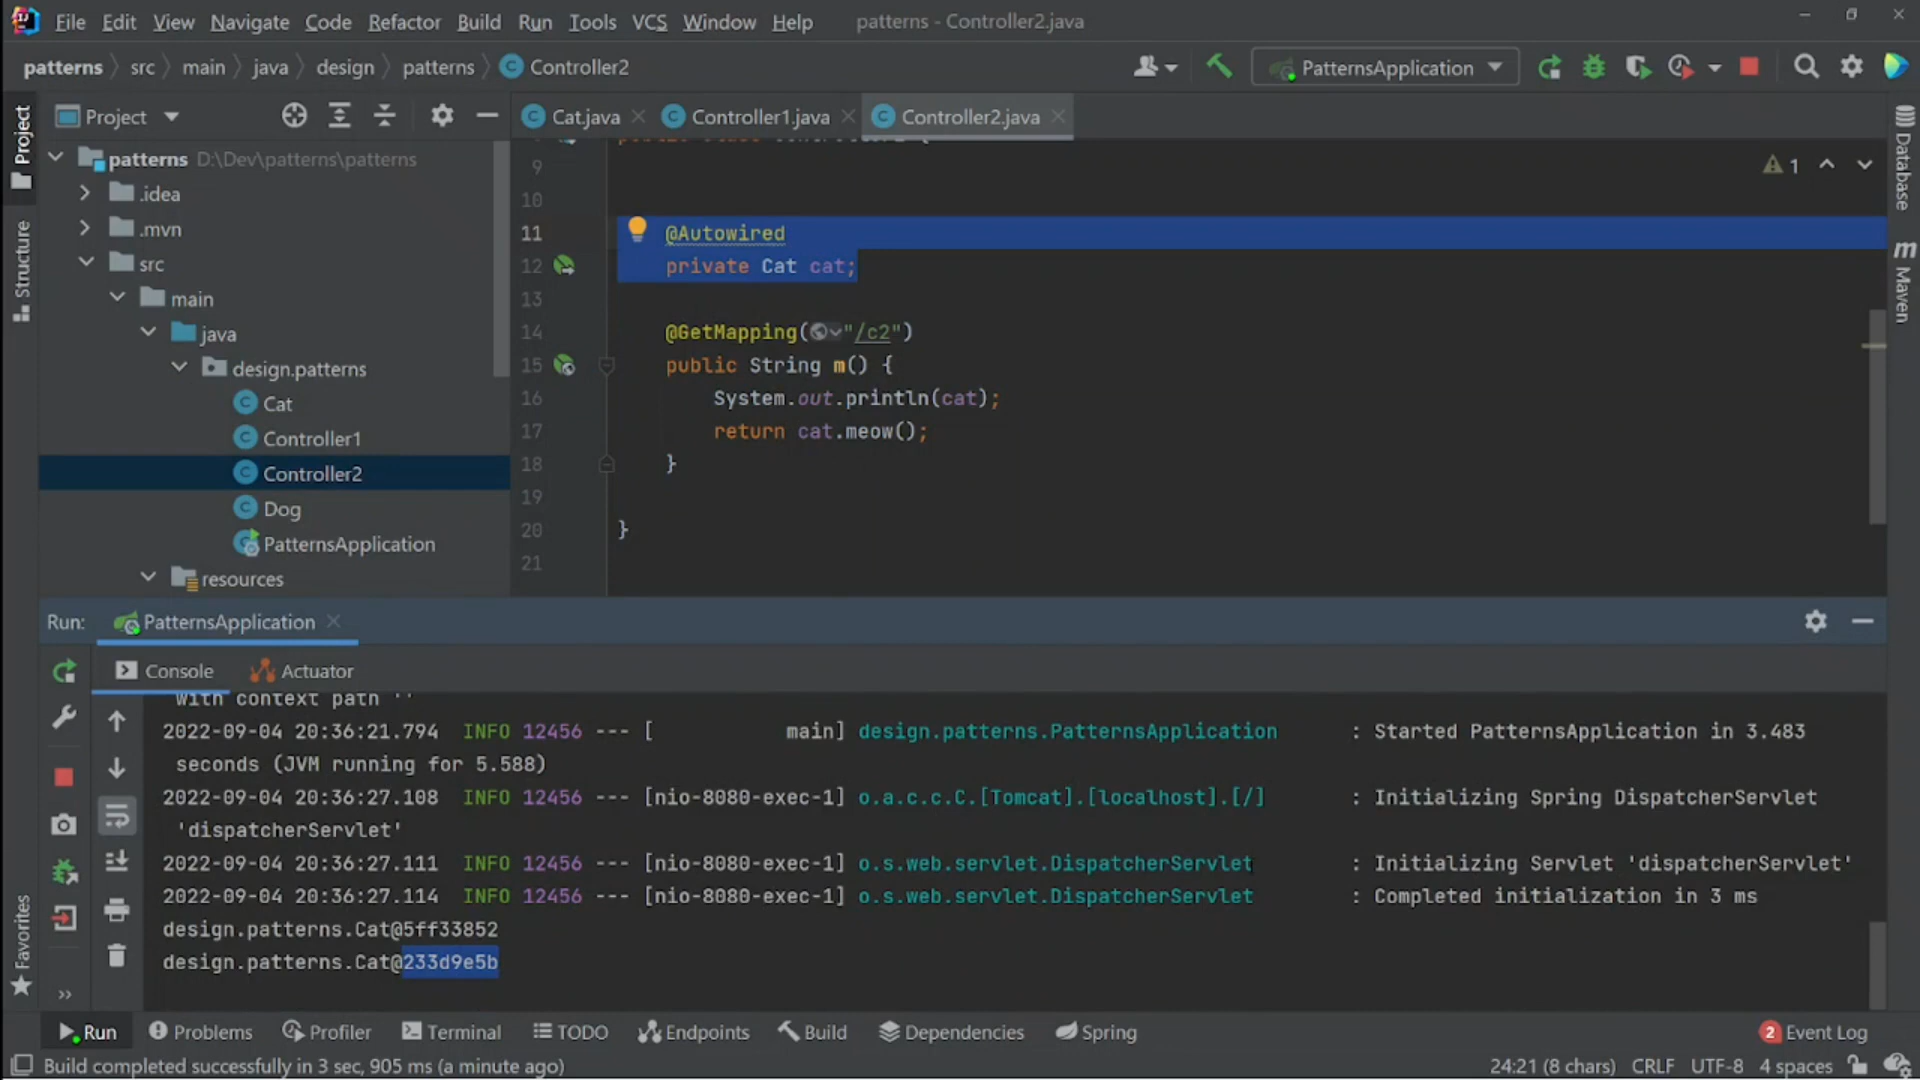 File Edit View Navigate Code Refactor Build Run Tools VCS Window Help patterns - Controller2.java
patterns src main java design patterns Controller2 PatternsApplication
Project
Cat.java Controller1.java Controller2.java
patterns D:\Dev\patterns\patterns
.idea
.mvn
src
main
java
design.patterns
Cat
Controller1
Controller2
Dog
PatternsApplication
resources
Project
Structure
Favorites
9
10
11 @Autowired
12 private Cat cat;
13
14 @GetMapping("/c2")
15 public String m() {
16 System.out.println(cat);
17 return cat.meow();
18 }
19
20 }
21
1
Database
Maven
Run: PatternsApplication
Console Actuator
with context path ''
2022-09-04 20:36:21.794 INFO 12456 --- [ main] design.patterns.PatternsApplication : Started PatternsApplication in 3.483
seconds (JVM running for 5.588)
2022-09-04 20:36:27.108 INFO 12456 --- [nio-8080-exec-1] o.a.c.c.C.[Tomcat].[localhost].[/] : Initializing Spring DispatcherServlet
'dispatcherServlet'
2022-09-04 20:36:27.111 INFO 12456 --- [nio-8080-exec-1] o.s.web.servlet.DispatcherServlet : Initializing Servlet 'dispatcherServlet'
2022-09-04 20:36:27.114 INFO 12456 --- [nio-8080-exec-1] o.s.web.servlet.DispatcherServlet : Completed initialization in 3 ms
design.patterns.Cat@5ff33852
design.patterns.Cat@233d9e5b
Run Problems Profiler Terminal TODO Endpoints Build Dependencies Spring 2 Event Log
Build completed successfully in 3 sec, 905 ms (a minute ago) 24:21 (8 chars) CRLF UTF-8 4 spaces